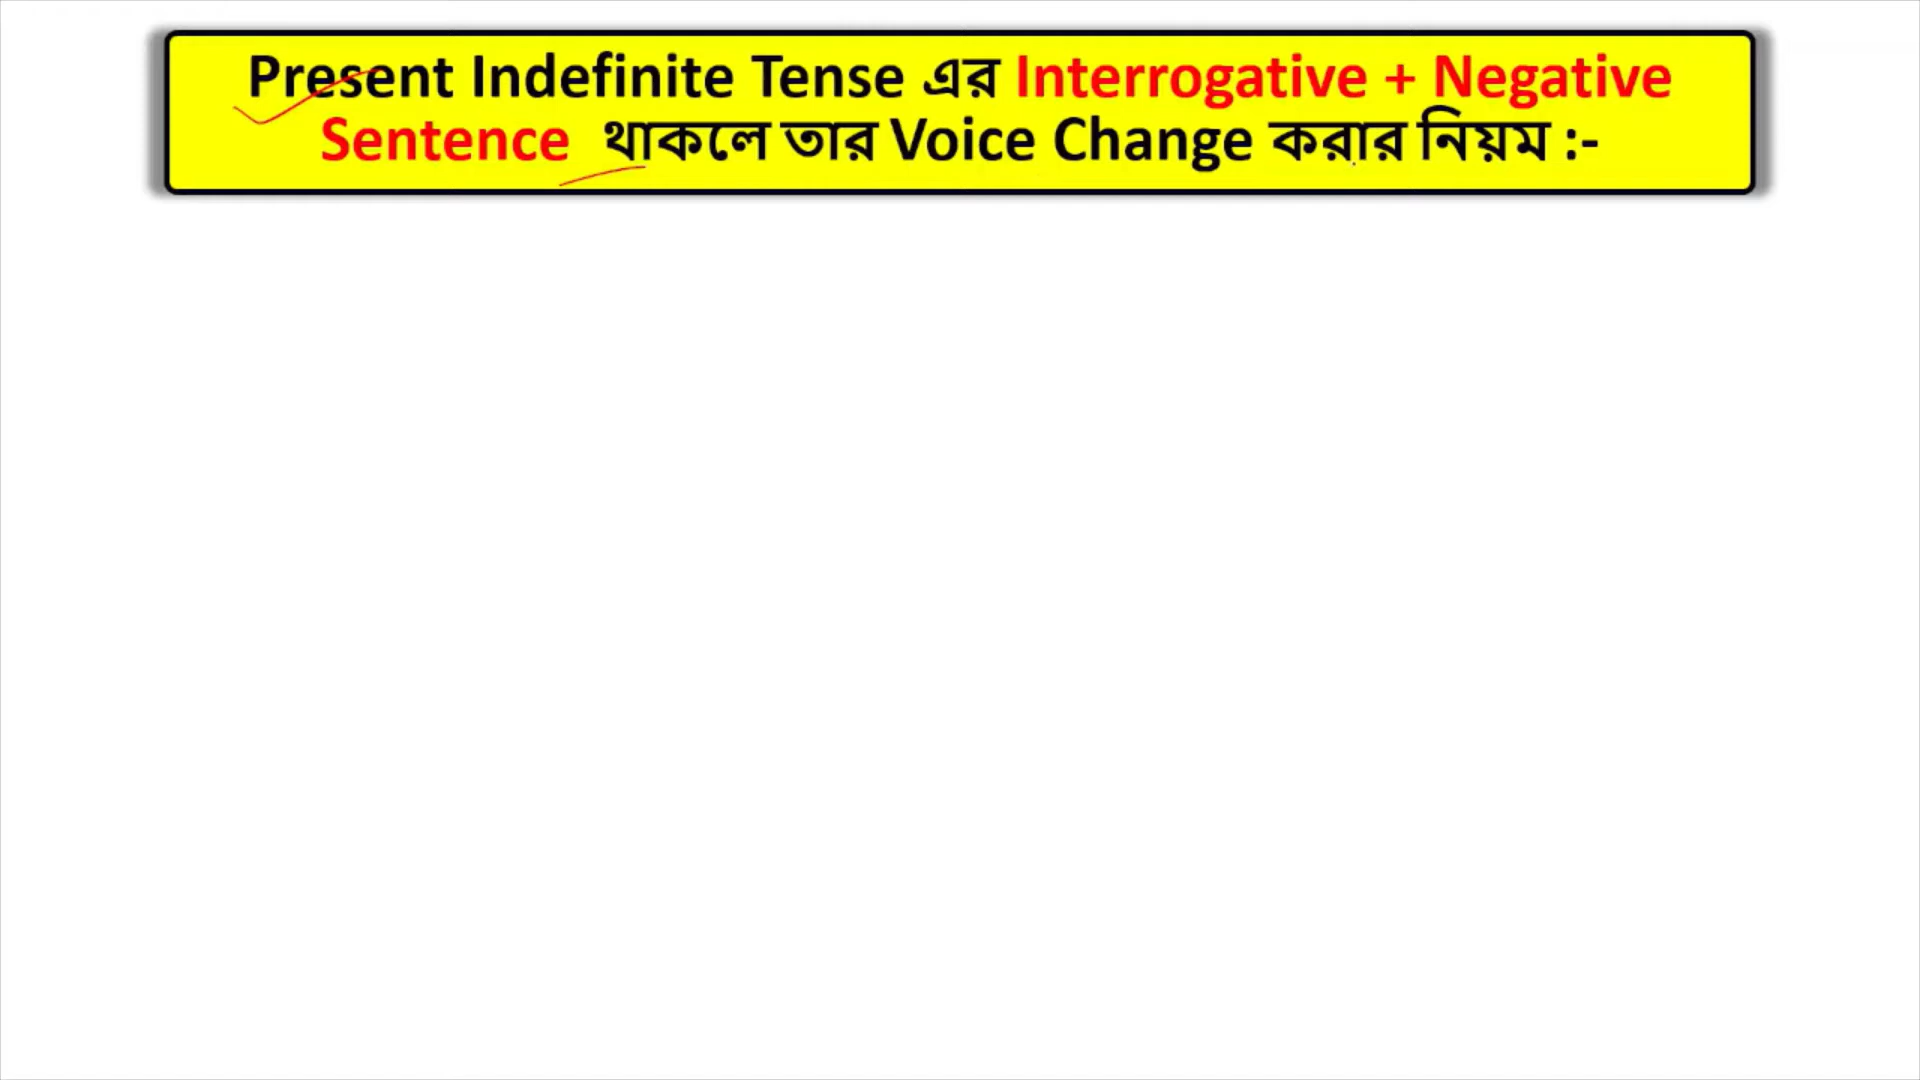 Present Indefinite Tense এর Interrogative + Negative
Sentence থাকলে তার Voice Change করার নিয়ম :-